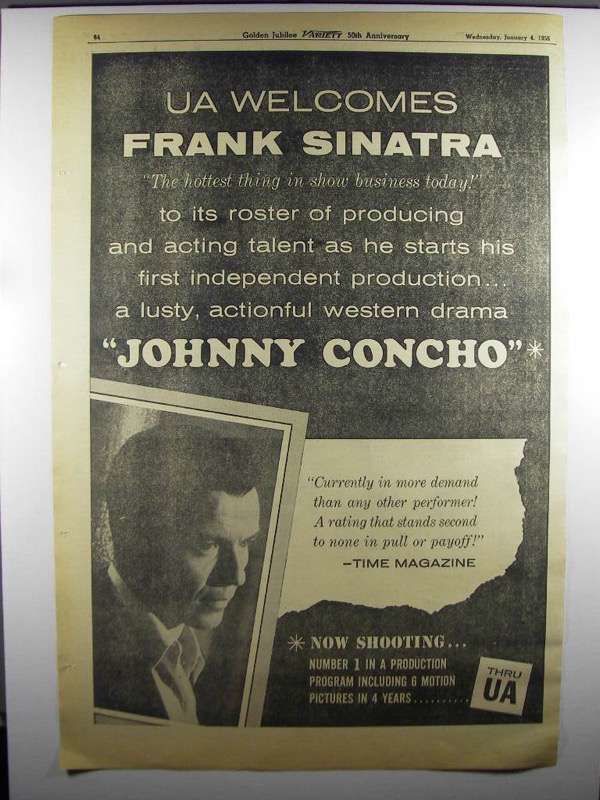 64
Golden Jubilee VARIETY 50th Anniversary
Wednesday, January 4, 1956
UA WELCOMES
FRANK SINATRA
"The hottest thing in show business today!"
to its roster of producing
and acting talent as he starts his
first independent production...
a lusty, actionful western drama
"JOHNNY CONCHO"*
"Currently in more demand
than any other performer!
A rating that stands second
to none in pull or payoff!"
—TIME MAGAZINE
* NOW SHOOTING...
NUMBER 1 IN A PRODUCTION
PROGRAM INCLUDING 6 MOTION
PICTURES IN 4 YEARS..........
THRU
UA